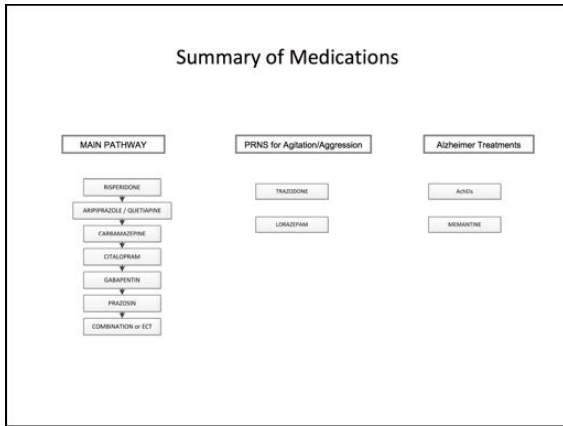 Summary of Medications
MAIN PATHWAY
RISPERIDONE
ARIPIPRAZOLE / QUETIAPINE
CARBAMAZEPINE
CITALOPRAM
GABAPENTIN
PRAZOSIN
COMBINATION or ECT
PRNS for Agitation/Aggression
TRAZODONE
LORAZEPAM
Alzheimer Treatments
AchEIs
MEMANTINE